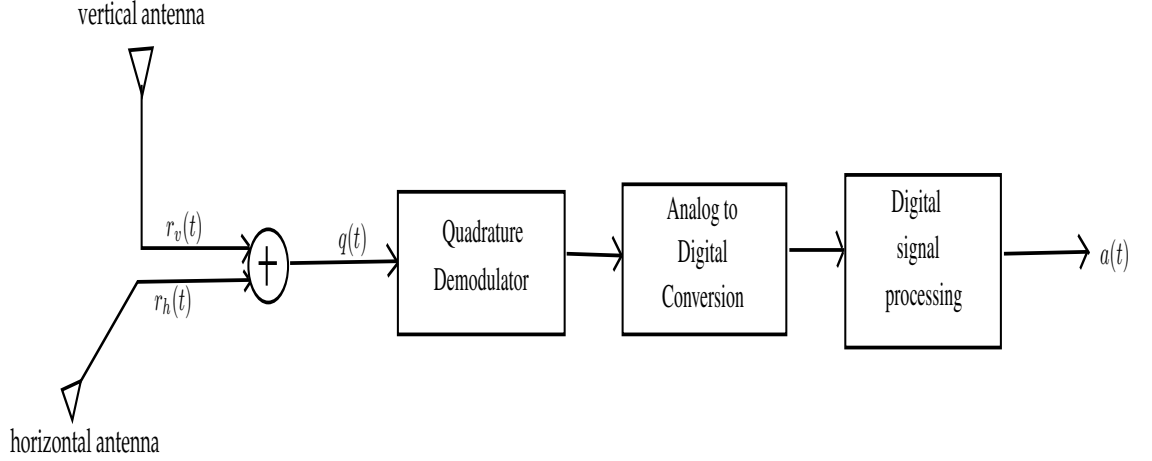 vertical antenna
r_v(t)
+
q(t)
r_h(t)
horizontal antenna
Quadrature
Demodulator
Analog to
Digital
Conversion
Digital
signal
processing
a(t)